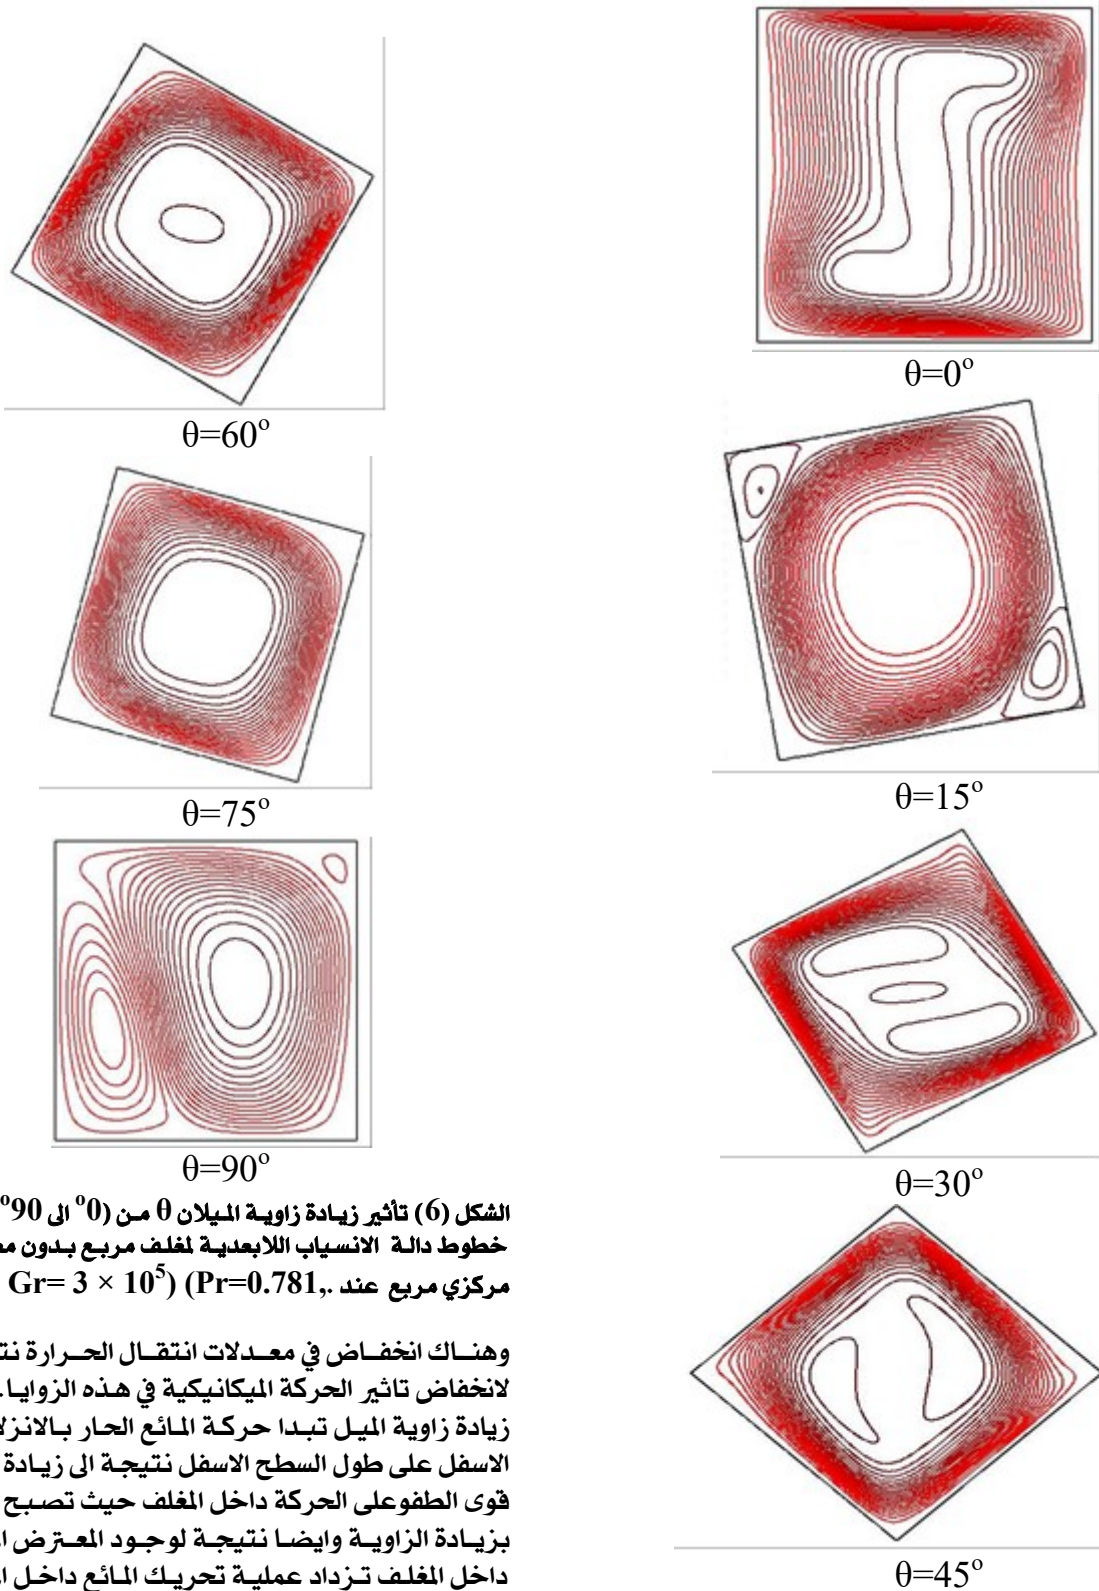 θ=0°
θ=15°
θ=30°
θ=45°
θ=60°
θ=75°
θ=90°
الشكل (6) تأثير زيادة زاوية الميلان θ من (0° الى 90°
خطوط دالة الانسياب اللابعدية لمغلف مربع بدون
مركزي مربع عند .,Gr= 3 × 10⁵) (Pr=0.781
وهناك انخفاض في معدلات انتقال الحرارة
لانخفاض تاثير الحركة الميكانيكية في هذه الزوايا.
زيادة زاوية الميل تبدا حركة المائع الحار
الاسفل على طول السطح الاسفل نتيجة الى زيادة
قوى الطفوعلى الحركة داخل المغلف حيث تصبح
بزيادة الزاوية وايضا نتيجة لوجود المعترض
داخل المغلف تزداد عملية تحريك المائع داخل